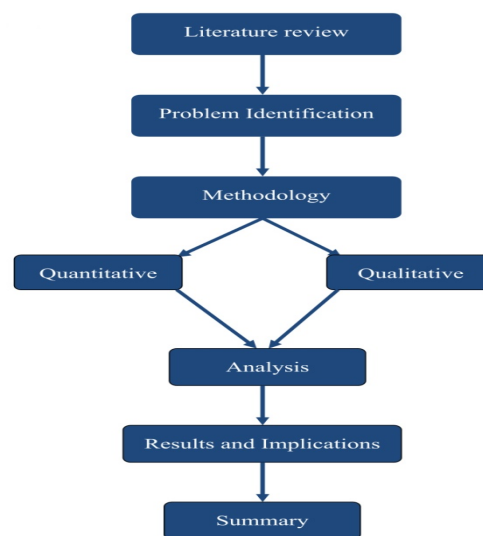 Literature review
Problem Identification
Methodology
Quantitative
Qualitative
Analysis
Results and Implications
Summary